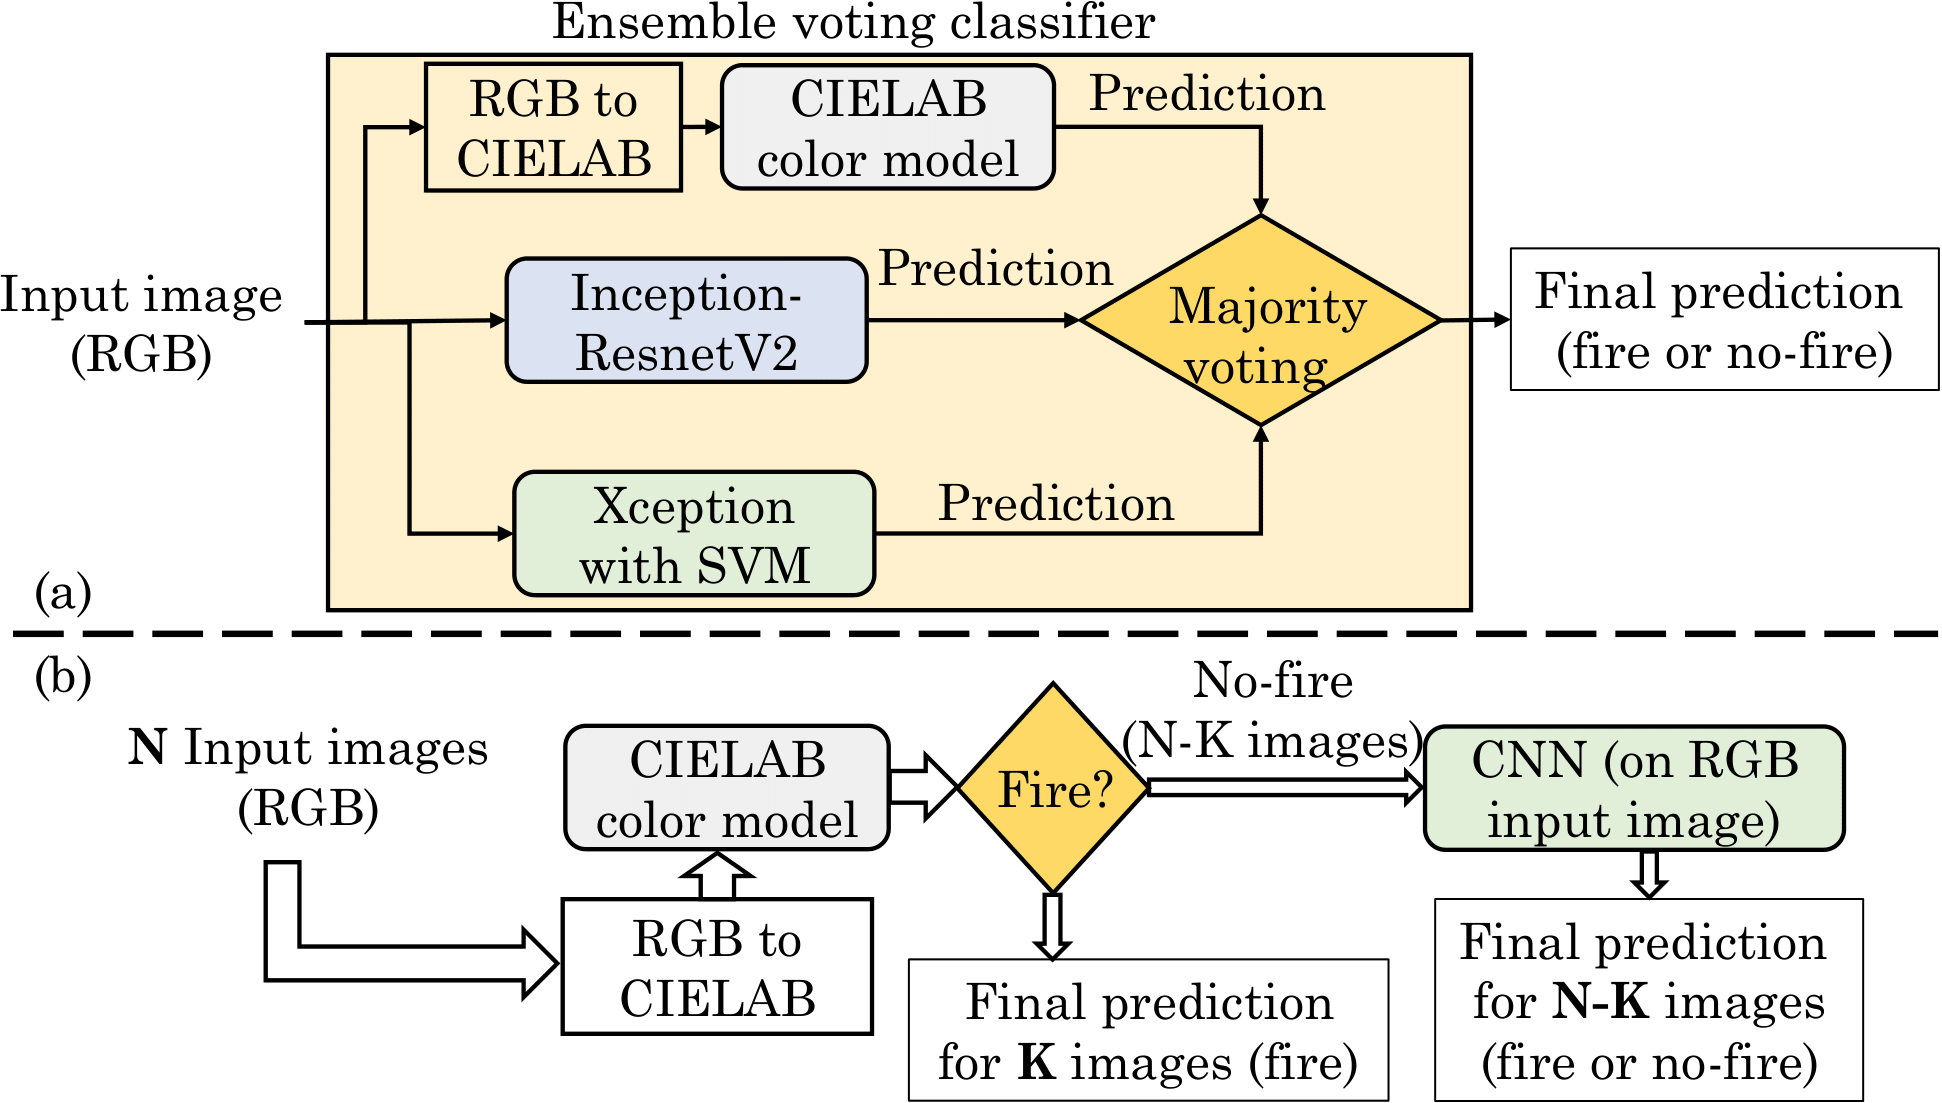 Ensemble voting classifier
RGB to
CIELAB
CIELAB
color model
Prediction
Input image
(RGB)
Inception-
ResnetV2
Prediction
Majority
voting
Final prediction
(fire or no-fire)
Xception
with SVM
Prediction
(a)
(b)
N Input images
(RGB)
RGB to
CIELAB
CIELAB
color model
Fire?
No-fire
(N-K images)
CNN (on RGB
input image)
Final prediction
for K images (fire)
Final prediction
for N-K images
(fire or no-fire)